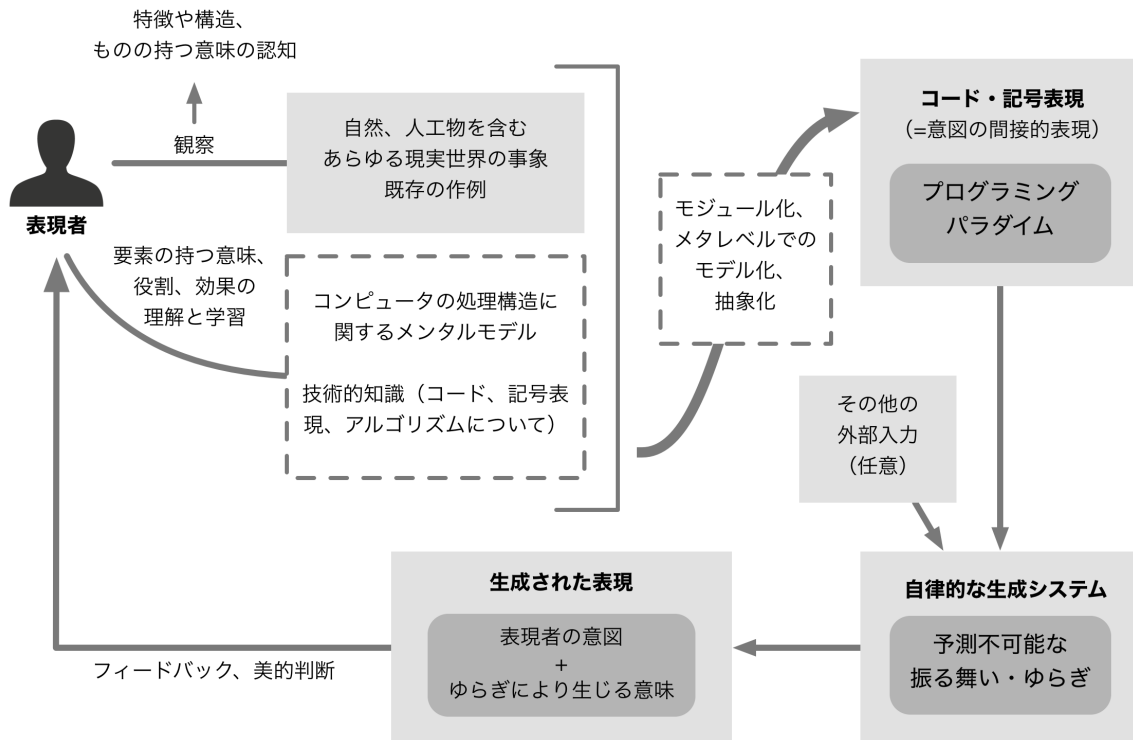 特徴や構造、
ものの持つ意味の認知
観察
表現者
自然、人工物を含む
あらゆる現実世界の事象
既存の作例
要素の持つ意味、
役割、効果の
理解と学習
コンピュータの処理構造に
関するメンタルモデル
技術的知識（コード、記号表
現、アルゴリズムについて）
モジュール化、
メタレベルでの
モデル化、
抽象化
コード・記号表現
（=意図の間接的表現）
プログラミング
パラダイム
その他の
外部入力
（任意）
自律的な生成システム
予測不可能な
振る舞い・ゆらぎ
生成された表現
表現者の意図
+
ゆらぎにより生じる意味
フィードバック、美的判断